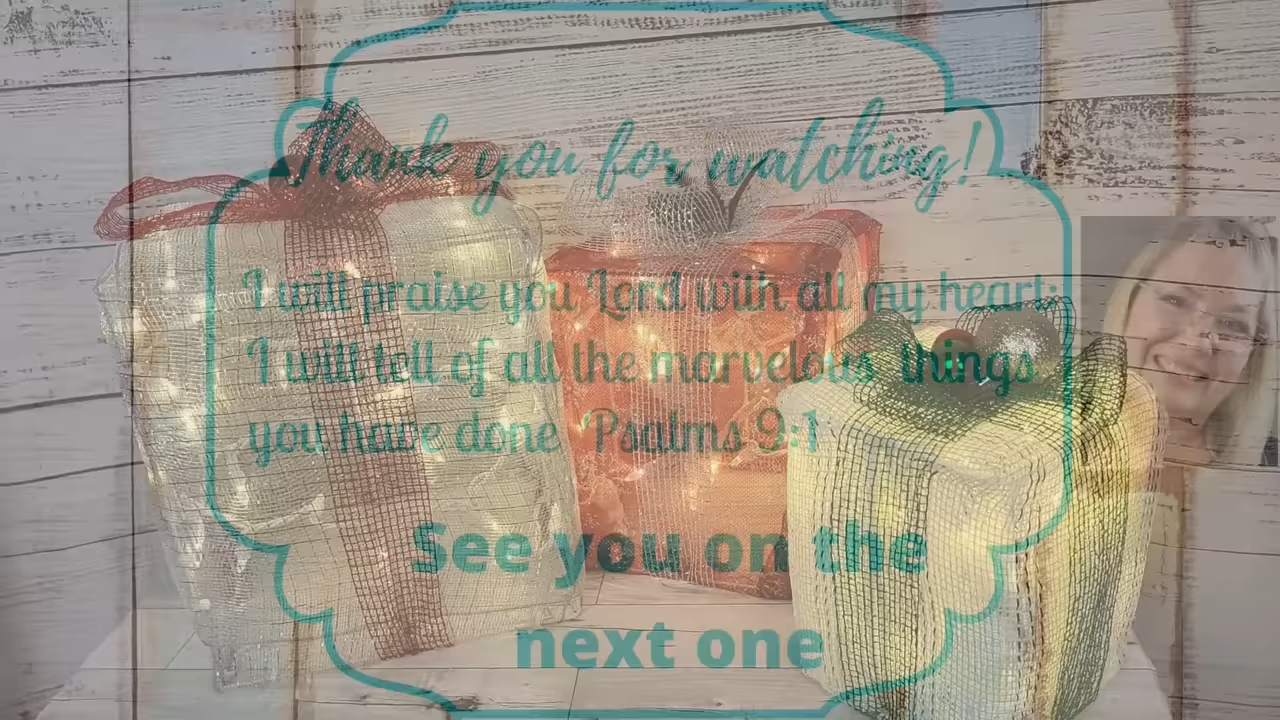 Thank you for watching!
I will praise you Lord with all my heart;
I will tell of all the marvelous things
you have done Psalms 9:1
See you on the
next one